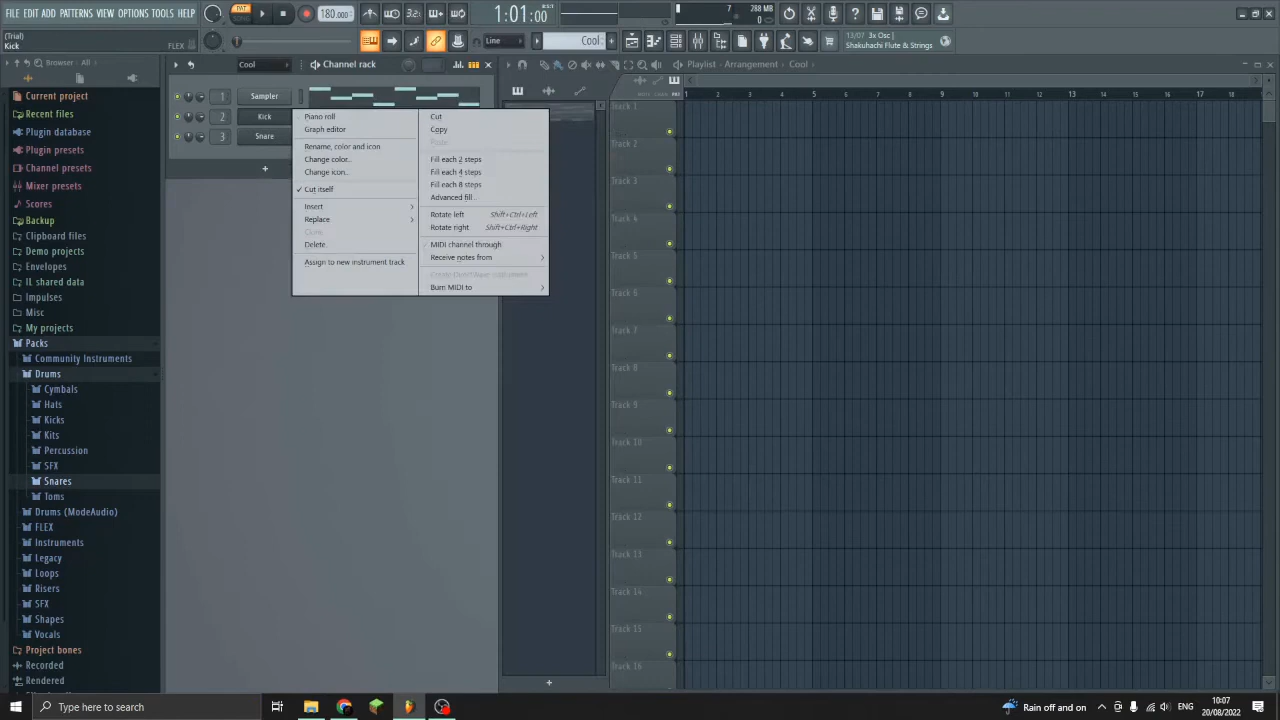 FILE EDIT ADD PATTERNS VIEW OPTIONS TOOLS HELP
PAT
SONG
180.000
3.2.
1:01:00
7
288 MB
(Trial)
Kick
FLEX
Line
Cool
13/07 3x Osc |
Shakuhachi Flute & Strings
Browser - All
Cool
Channel rack
Playlist - Arrangement
Cool
Current project
Recent files
Plugin database
Plugin presets
Channel presets
Mixer presets
Scores
Backup
Clipboard files
Demo projects
Envelopes
IL shared data
Impulses
Misc
My projects
Packs
Community Instruments
Drums
Cymbals
Hats
Kicks
Kits
Percussion
SFX
Snares
Toms
Drums (ModeAudio)
FLEX
Instruments
Legacy
Loops
Risers
SFX
Shapes
Vocals
Project bones
Recorded
Rendered
1 Sampler
2 Kick
3 Snare
+
Piano roll
Graph editor
Rename, color and icon
Change color...
Change icon...
Cut itself
Insert
Replace
Clone
Delete...
Assign to new instrument track
Cut
Copy
Paste
Fill each 2 steps
Fill each 4 steps
Fill each 8 steps
Advanced fill...
Rotate left Shift+Ctrl+Left
Rotate right Shift+Ctrl+Right
MIDI channel through
Receive notes from
Burn MIDI to
+
1 2 3 4 5 6 7 8 9 10 11 12 13 14 15 16 17 18
Track 1
Track 2
Track 3
Track 4
Track 5
Track 6
Track 7
Track 8
Track 9
Track 10
Track 11
Track 12
Track 13
Track 14
Track 15
Track 16
Type here to search
Rain off and on
ENG
10:07
20/08/2022